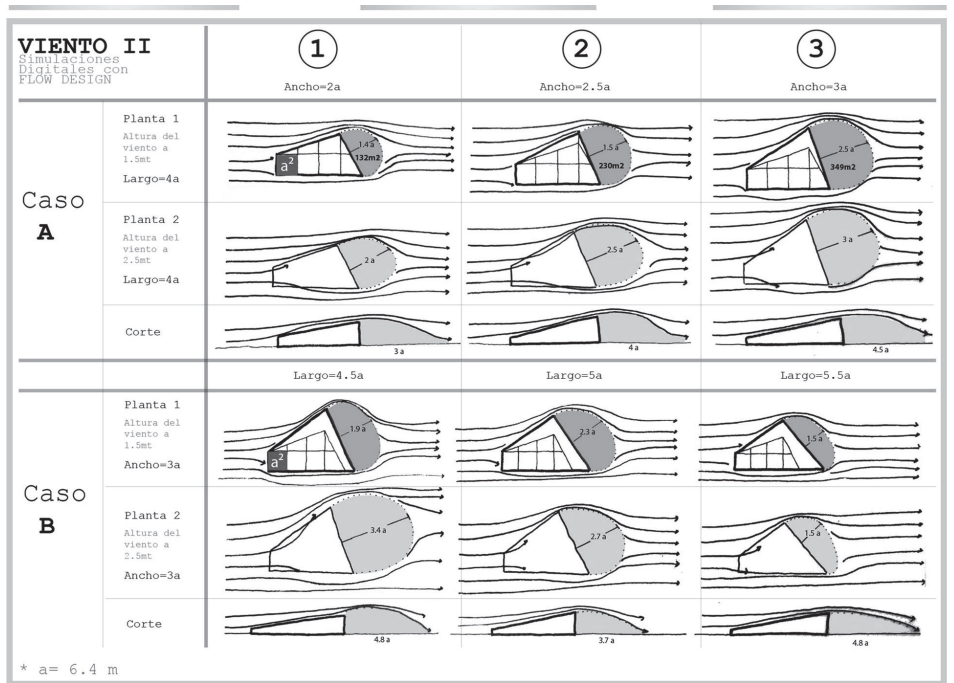 VIENTO II
Simulaciones
Digitales con
FLOW DESIGN
1
2
3
Ancho=2a
Ancho=2.5a
Ancho=3a
Caso
A
Planta 1
Altura del
viento a
1.5mt
Largo=4a
a²
1.4 a
132m2
1.5 a
230m2
2.5 a
349m2
Planta 2
Altura del
viento a
2.5mt
Largo=4a
2 a
2.5 a
3 a
Corte
3 a
4 a
4.5 a
Largo=4.5a
Largo=5a
Largo=5.5a
Caso
B
Planta 1
Altura del
viento a
1.5mt
Ancho=3a
a²
1.9 a
2.3 a
1.5 a
Planta 2
Altura del
viento a
2.5mt
Ancho=3a
3.4 a
2.7 a
1.5 a
Corte
4.8 a
3.7 a
4.8 a
* a= 6.4 m